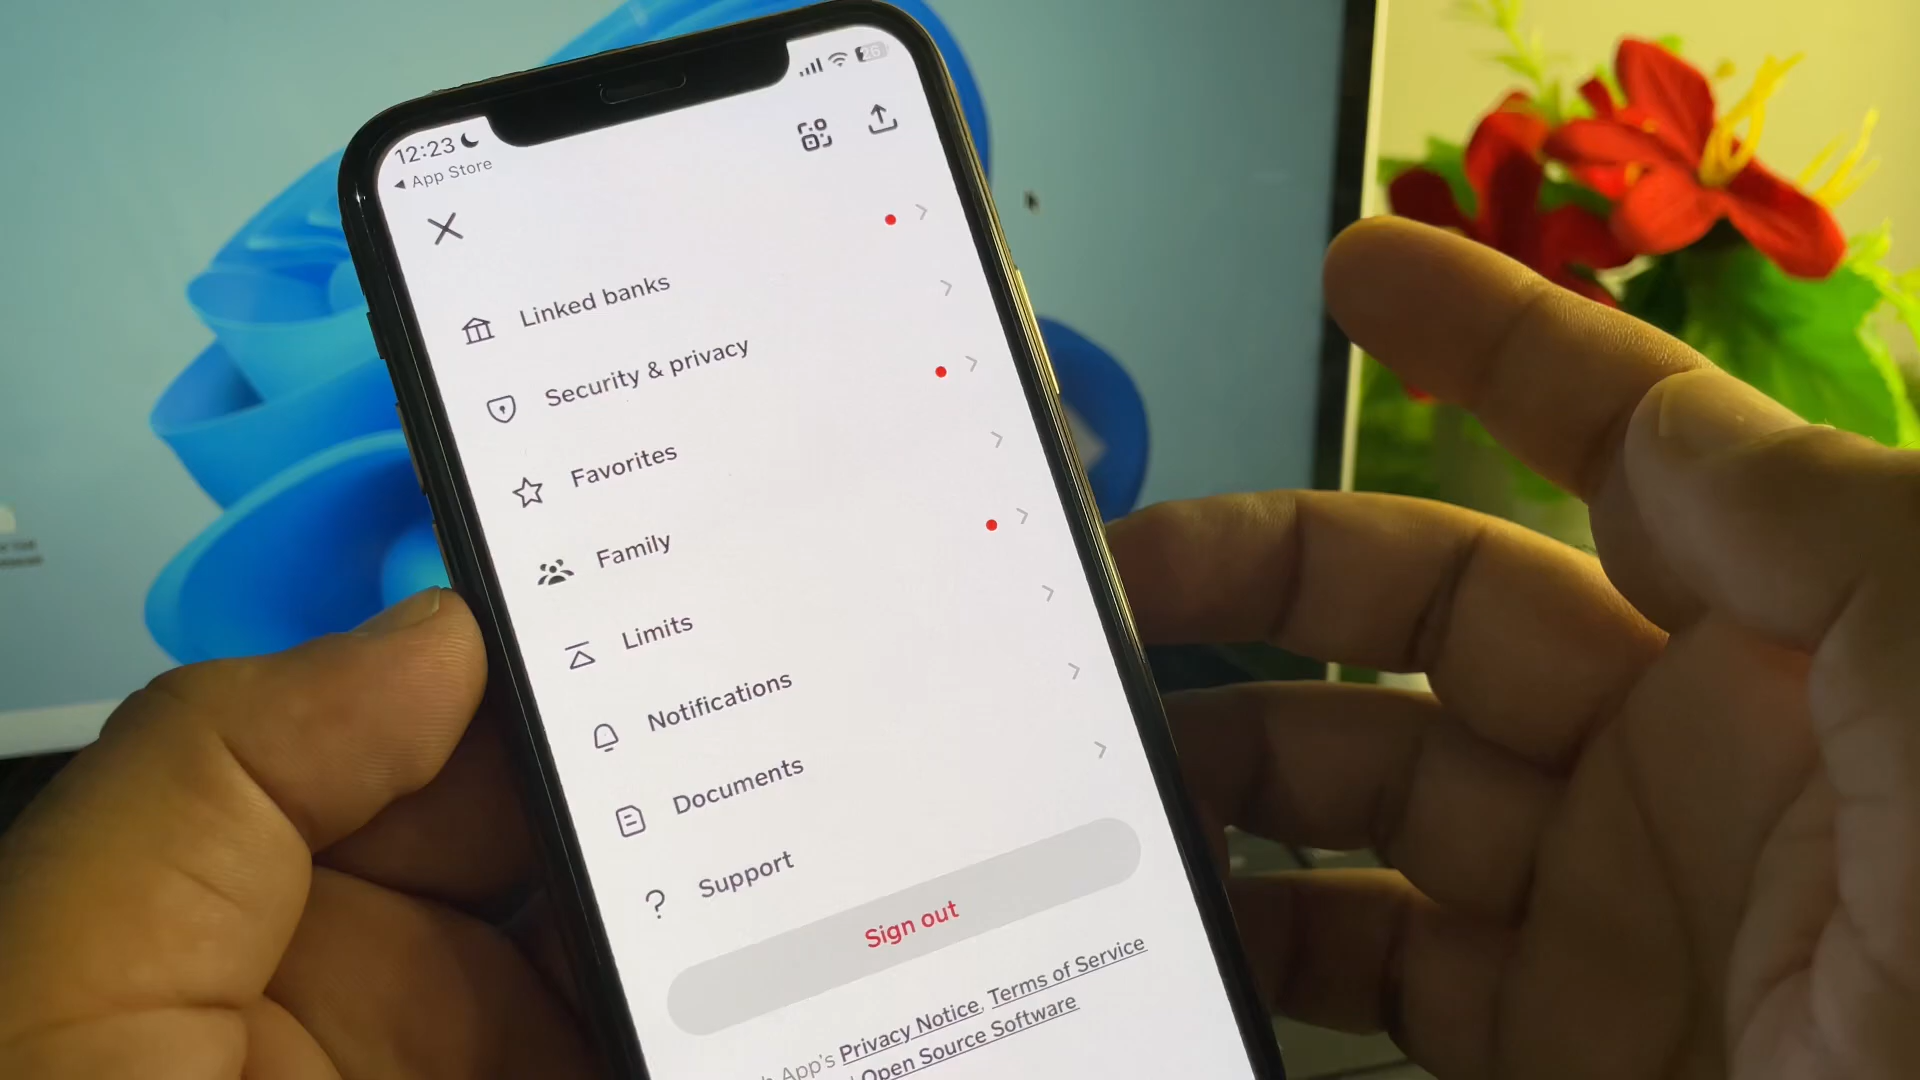 12:23
26
◀ App Store
Linked banks
Security & privacy
Favorites
Family
Limits
Notifications
Documents
Support
Sign out
App's Privacy Notice, Terms of Service
Open Source Software